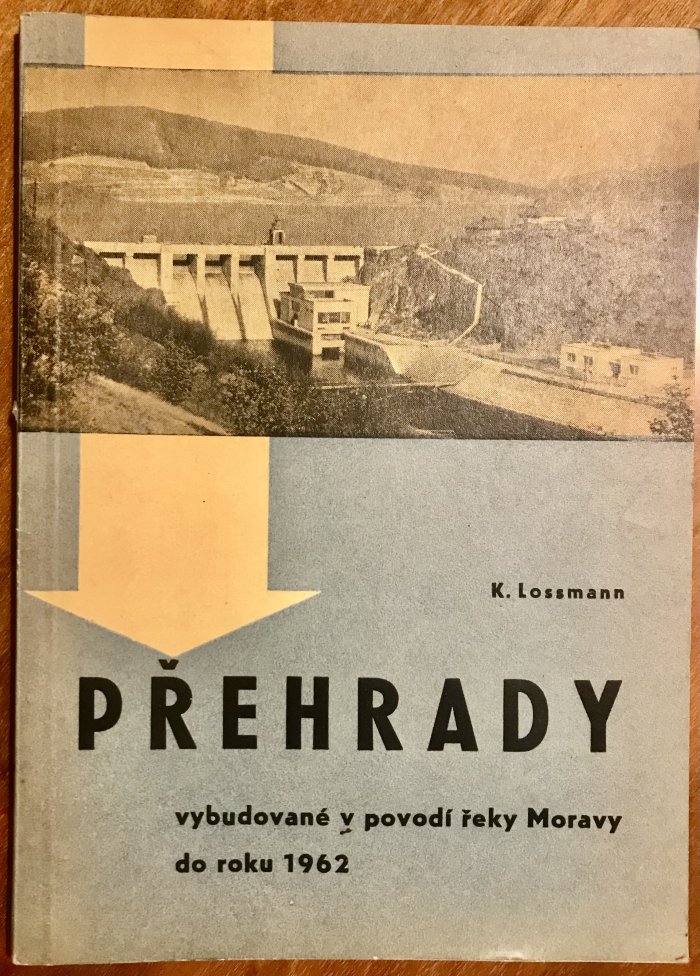 K. Lossmann
PŘEHRADY
vybudované v povodí řeky Moravy
do roku 1962